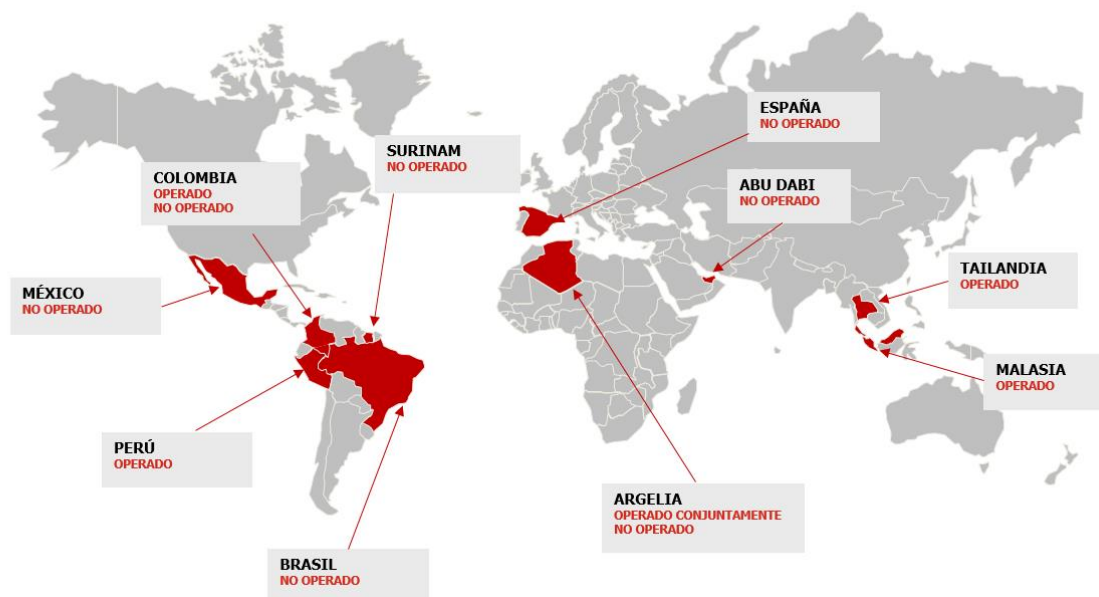 ESPAÑA
NO OPERADO
SURINAM
NO OPERADO
COLOMBIA
OPERADO
NO OPERADO
ABU DABI
NO OPERADO
TAILANDIA
OPERADO
MÉXICO
NO OPERADO
MALASIA
OPERADO
PERÚ
OPERADO
ARGELIA
OPERADO CONJUNTAMENTE
NO OPERADO
BRASIL
NO OPERADO